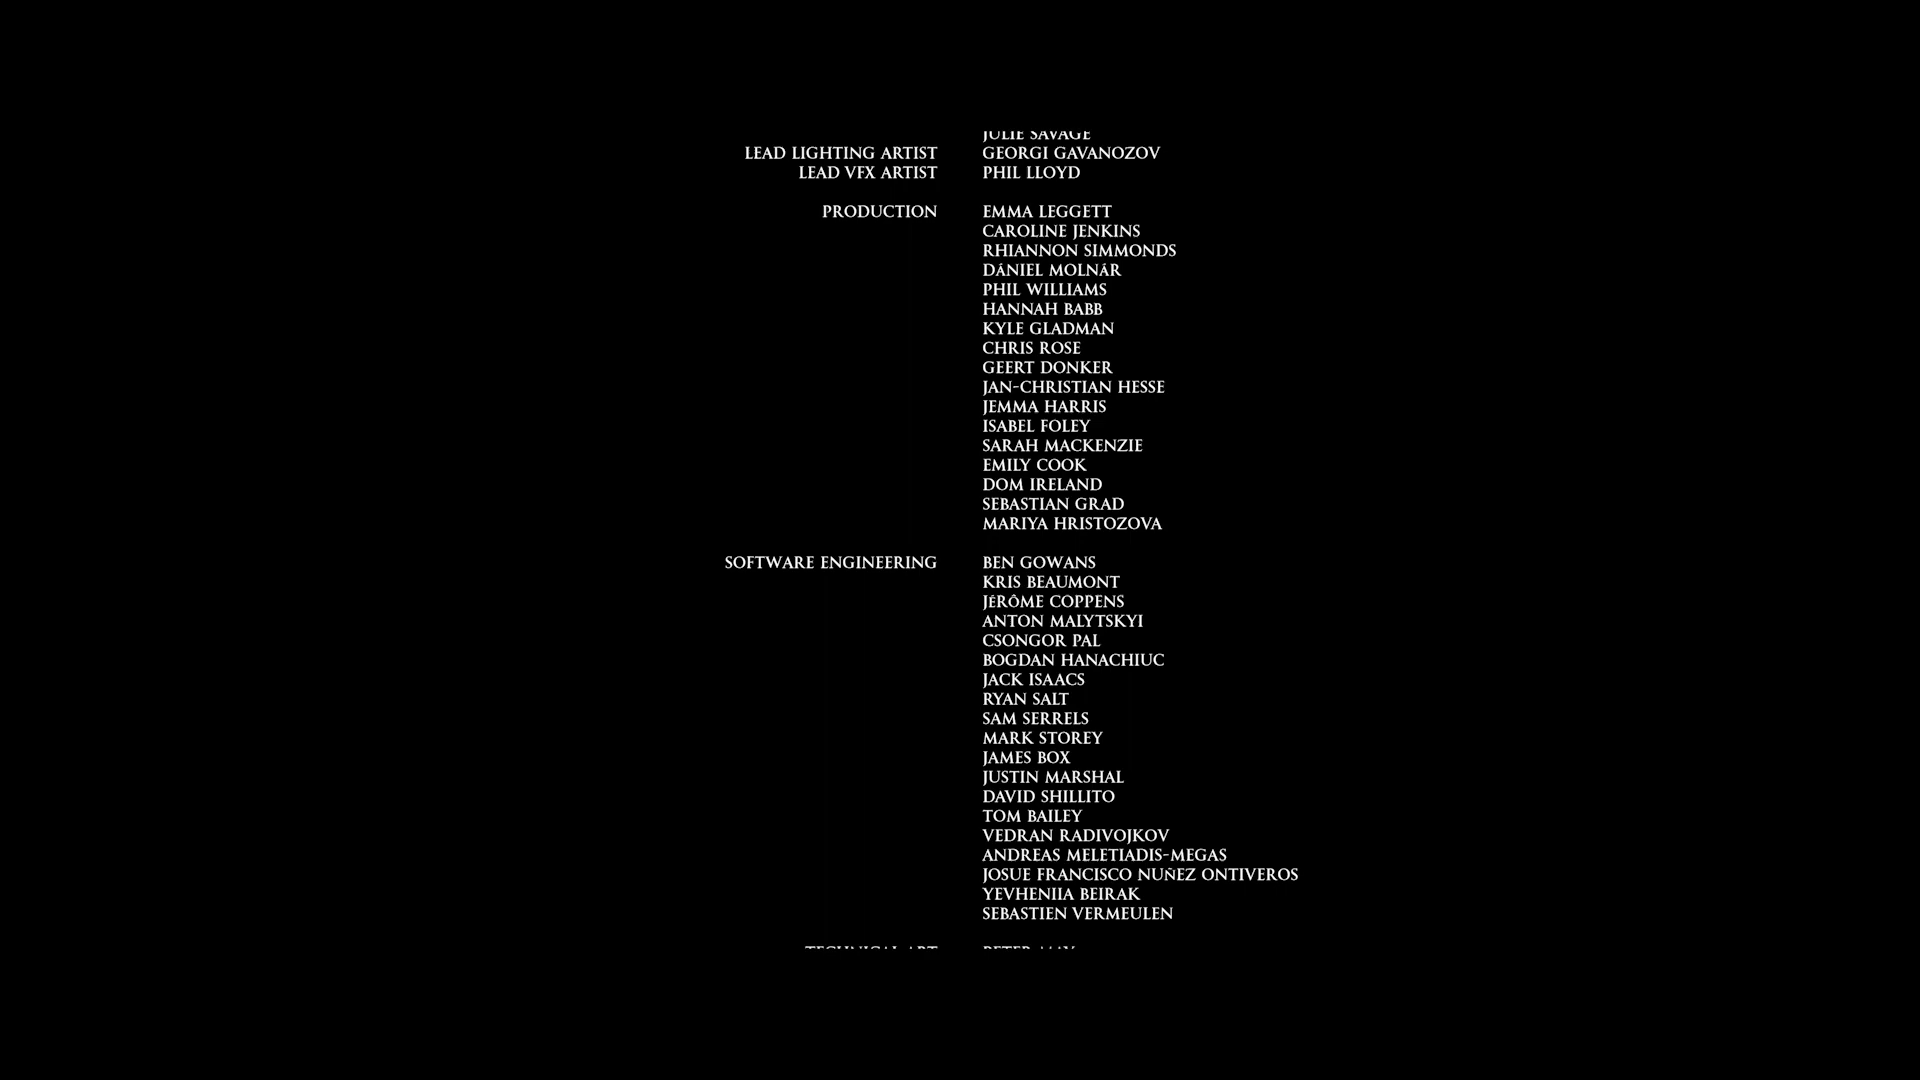 JULIE SAVAGE
LEAD LIGHTING ARTIST GEORGI GAVANOZOV
LEAD VFX ARTIST PHIL LLOYD
PRODUCTION EMMA LEGGETT
CAROLINE JENKINS
RHIANNON SIMMONDS
DÁNIEL MOLNÁR
PHIL WILLIAMS
HANNAH BABB
KYLE GLADMAN
CHRIS ROSE
GEERT DONKER
JAN-CHRISTIAN HESSE
JEMMA HARRIS
ISABEL FOLEY
SARAH MACKENZIE
EMILY COOK
DOM IRELAND
SEBASTIAN GRAD
MARIYA HRISTOZOVA
SOFTWARE ENGINEERING BEN GOWANS
KRIS BEAUMONT
JÉRÔME COPPENS
ANTON MALYTSKYI
CSONGOR PAL
BOGDAN HANACHIUC
JACK ISAACS
RYAN SALT
SAM SERRELS
MARK STOREY
JAMES BOX
JUSTIN MARSHAL
DAVID SHILLITO
TOM BAILEY
VEDRAN RADIVOJKOV
ANDREAS MELETIADIS-MEGAS
JOSUE FRANCISCO NUÑEZ ONTIVEROS
YEVHENIIA BEIRAK
SEBASTIEN VERMEULEN
TECHNICAL ART PETER